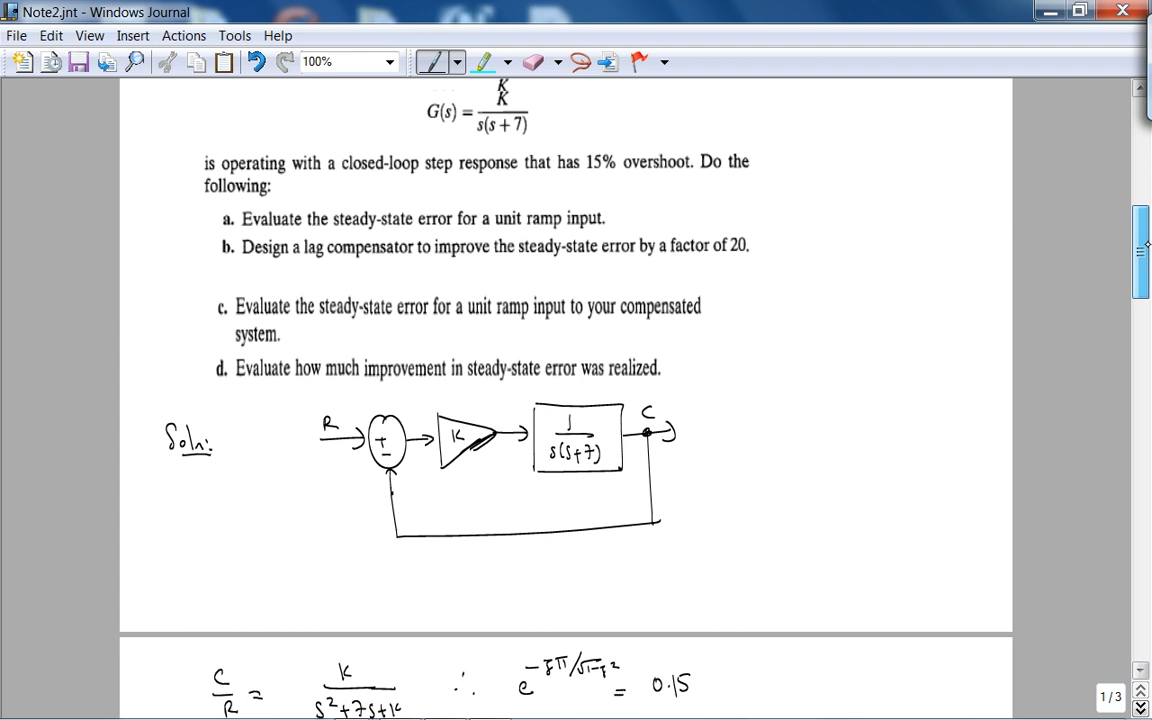 Note2.jnt - Windows Journal
File Edit View Insert Actions Tools Help
100%
K
K
G(s) =
s(s + 7)
is operating with a closed-loop step response that has 15% overshoot. Do the
following:
a. Evaluate the steady-state error for a unit ramp input.
b. Design a lag compensator to improve the steady-state error by a factor of 20.
c. Evaluate the steady-state error for a unit ramp input to your compensated
system.
d. Evaluate how much improvement in steady-state error was realized.
Soln:
R + - K 1 C
s(s+7)
C K ∴ e^{-ζπ/√1-ζ²} = 0.15
R = s²+7s+K
1 / 3